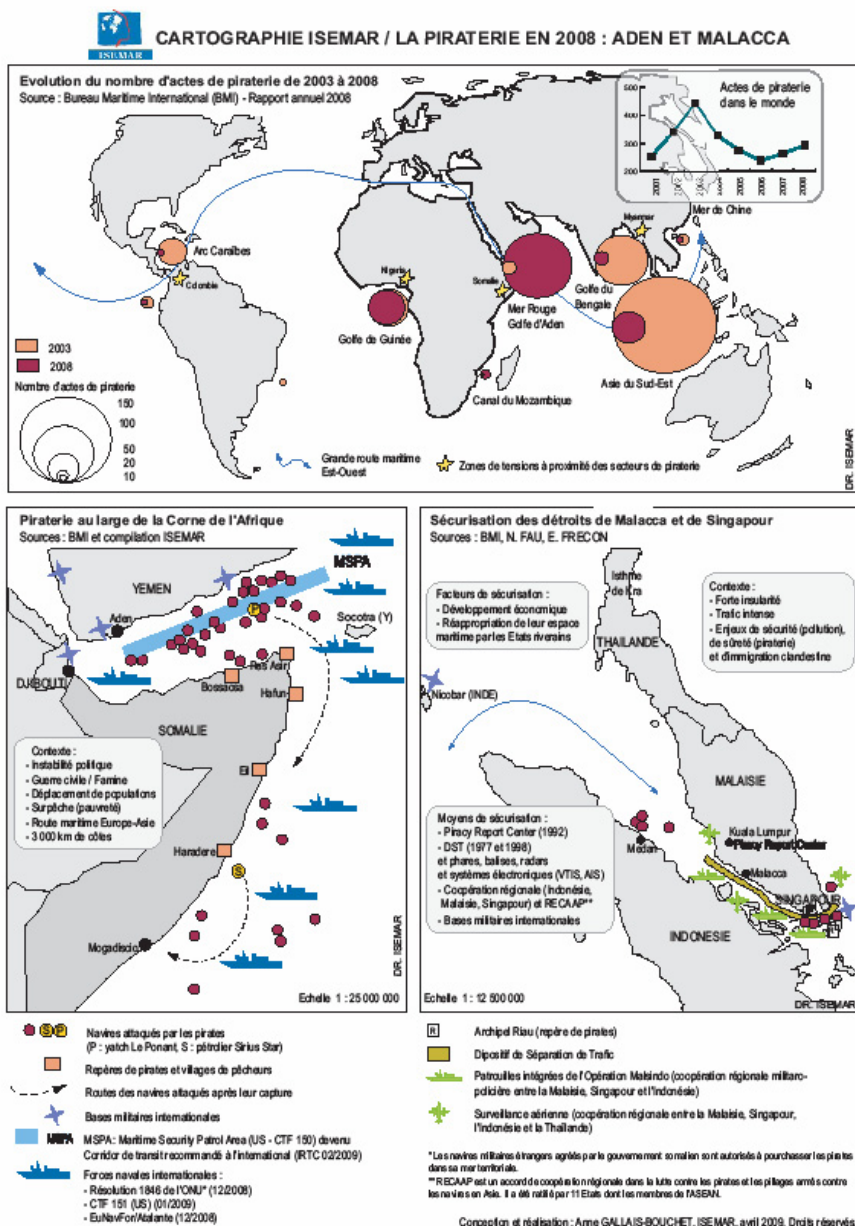 ISEMAR
CARTOGRAPHIE ISEMAR / LA PIRATERIE EN 2008 : ADEN ET MALACCA
Evolution du nombre d'actes de piraterie de 2003 à 2008
Source : Bureau Maritime International (BMI) - Rapport annuel 2008
Actes de piraterie
dans le monde
500
400
300
200
2001
2002
2003
2004
2005
2006
2007
2008
Mer de Chine
Myanmar
Arc Caraïbes
Colombie
Nigeria
Somalie
Golfe du
Bengale
Mer Rouge
Golfe d'Aden
Golfe de Guinée
Asie du Sud-Est
Canal du Mozambique
2003
2008
Nombre d'actes de piraterie
150
100
50
20
10
Grande route maritime
Est-Ouest
Zones de tensions à proximité des secteurs de piraterie
DR. ISEMAR
Piraterie au large de la Corne de l'Afrique
Sources : BMI et compilation ISEMAR
MSPA
YEMEN
Aden
P
Socotra (Y)
DJIBOUTI
Ras Asir
Bossaosa
Hafun
SOMALIE
Contexte :
- Instabilité politique
- Guerre civile / Famine
- Déplacement de populations
- Surpêche (pauvreté)
- Route maritime Europe-Asie
- 3 000 km de côtes
Eil
Haradere
S
Mogadiscio
DR. ISEMAR
Echelle 1 : 25 000 000
Sécurisation des détroits de Malacca et de Singapour
Sources : BMI, N. FAU, E. FRECON
Facteurs de sécurisation :
- Développement économique
- Réappropriation de leur espace
maritime par les Etats riverains
Isthme
de Kra
Contexte :
- Forte insularité
- Trafic intense
- Enjeux de sécurité (pollution),
de sûreté (piraterie)
et d'immigration clandestine
THAILANDE
Nicobar (INDE)
MALAISIE
Moyens de sécurisation :
- Piracy Report Center (1992)
- DST (1977 et 1998)
et phares, balises, radars
et systèmes électroniques (VTIS, AIS)
- Coopération régionale (Indonésie,
Malaisie, Singapour) et RECAAP**
- Bases militaires internationales
Medan
Kuala Lumpur
Piracy Report Center
Malacca
SINGAPOUR
R
INDONESIE
Echelle 1 : 12 500 000
DR. ISEMAR
S P Navires attaqués par les pirates
(P : yatch Le Ponant, S : pétrolier Sirius Star)
Repères de pirates et villages de pêcheurs
Routes des navires attaqués après leur capture
Bases militaires internationales
MSPA MSPA : Maritime Security Patrol Area (US - CTF 150) devenu
Corridor de transit recommandé à l'international (IRTC 02/2009)
Forces navales internationales :
- Résolution 1846 de l'ONU* (12/2008)
- CTF 151 (US) (01/2009)
- EuNavFor/Atalante (12/2008)
R Archipel Riau (repère de pirates)
Dipositif de Séparation de Trafic
Patrouilles intégrées de l'Opération Malsindo (coopération régionale militaro-
policière entre la Malaisie, Singapour et l'Indonésie)
Surveillance aérienne (coopération régionale entre la Malaisie, Singapour,
l'Indonésie et la Thaïlande)
* Les navires militaires étrangers agréés par le gouvernement somalien sont autorisés à pourchasser les pirates
dans sa mer territoriale.
** RECAAP est un accord de coopération régionale dans la lutte contre les pirates et les pillages armés contre
les navires en Asie. Il a été ratifié par 11 Etats dont les membres de l'ASEAN.
Conception et réalisation : Anne GALLAIS-BOUCHET, ISEMAR, avril 2009. Droits réservés